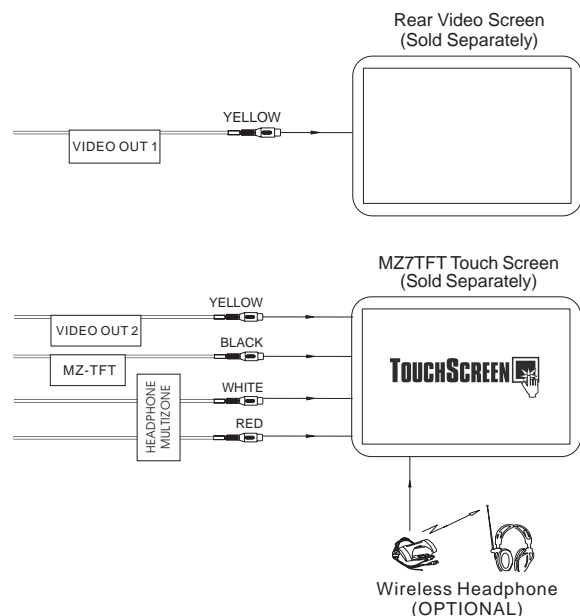 Rear Video Screen
(Sold Separately)
YELLOW
VIDEO OUT 1
MZ7TFT Touch Screen
(Sold Separately)
YELLOW
VIDEO OUT 2
BLACK
MZ-TFT
WHITE
HEADPHONE
MULTIZONE
RED
TOUCHSCREEN
Wireless Headphone
(OPTIONAL)